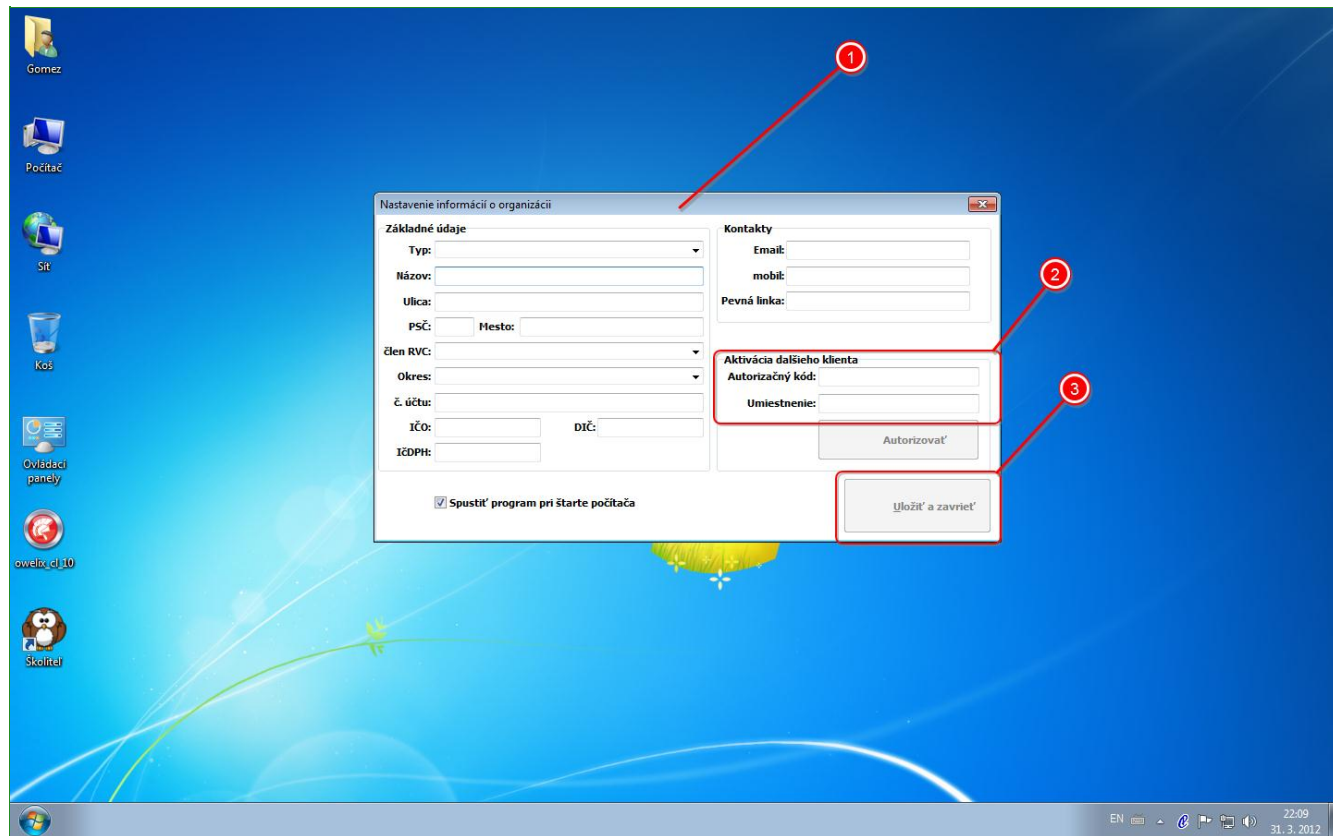 Gomez
Počítač
Síť
Koš
Ovládací
panely
owelix_cl_10
Školiteľ
1
2
3
Nastavenie informácií o organizácii
Základné údaje
Typ:
Názov:
Ulica:
PSČ: Mesto:
člen RVC:
Okres:
č. účtu:
IČO: DIČ:
IčDPH:
Spustiť program pri štarte počítača
Kontakty
Email:
mobil:
Pevná linka:
Aktivácia dalšieho klienta
Autorizačný kód:
Umiestnenie:
Autorizovať
Uložiť a zavrieť
EN
22:09
31. 3. 2012